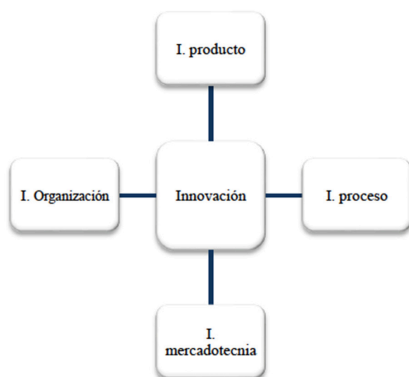 I. producto
I. Organización
Innovación
I. proceso
I.
mercadotecnia